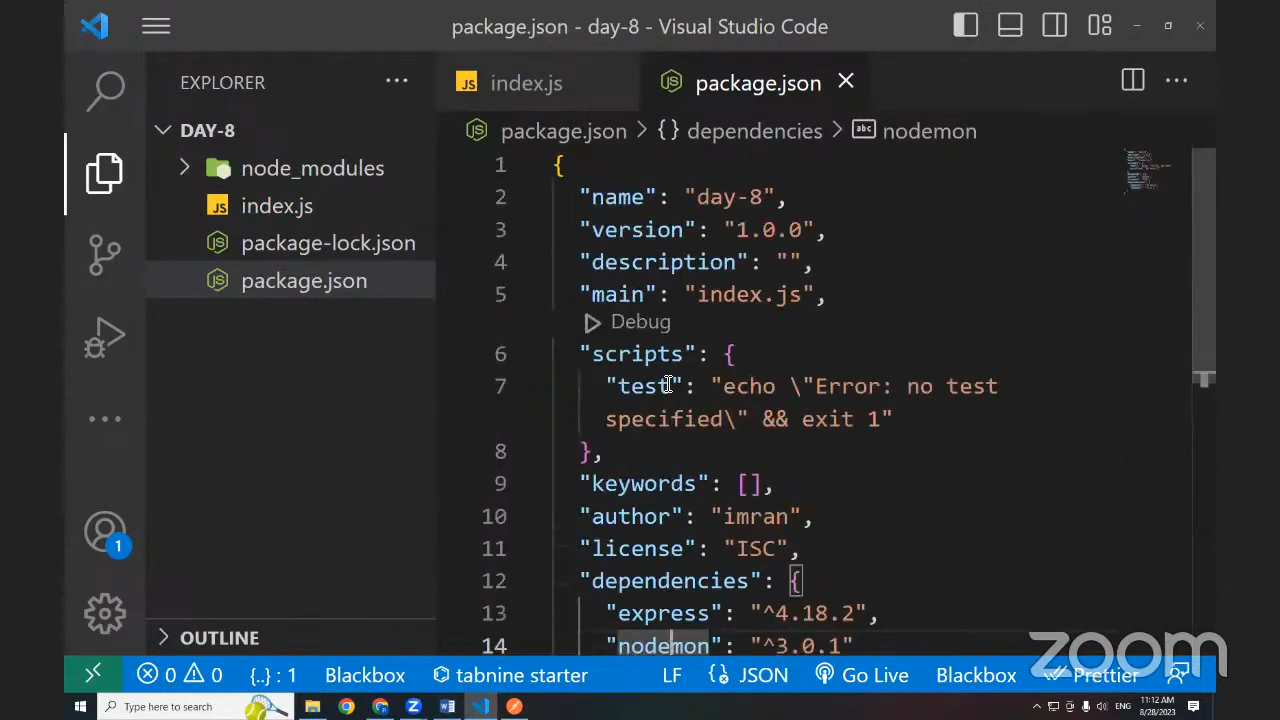 package.json - day-8 - Visual Studio Code
EXPLORER
DAY-8
node_modules
index.js
package-lock.json
package.json
OUTLINE
index.js
package.json
package.json > {} dependencies > abc nodemon
1 {
2 "name": "day-8",
3 "version": "1.0.0",
4 "description": "",
5 "main": "index.js",
Debug
6 "scripts": {
7 "test": "echo \"Error: no test
specified\" && exit 1"
8 },
9 "keywords": [],
10 "author": "imran",
11 "license": "ISC",
12 "dependencies": {
13 "express": "^4.18.2",
14 "nodemon": "^3.0.1"
zoom
1
0 0 {..} : 1 Blackbox tabnine starter LF {} JSON Go Live Blackbox Prettier
Type here to search
11:12 AM
8/28/2023